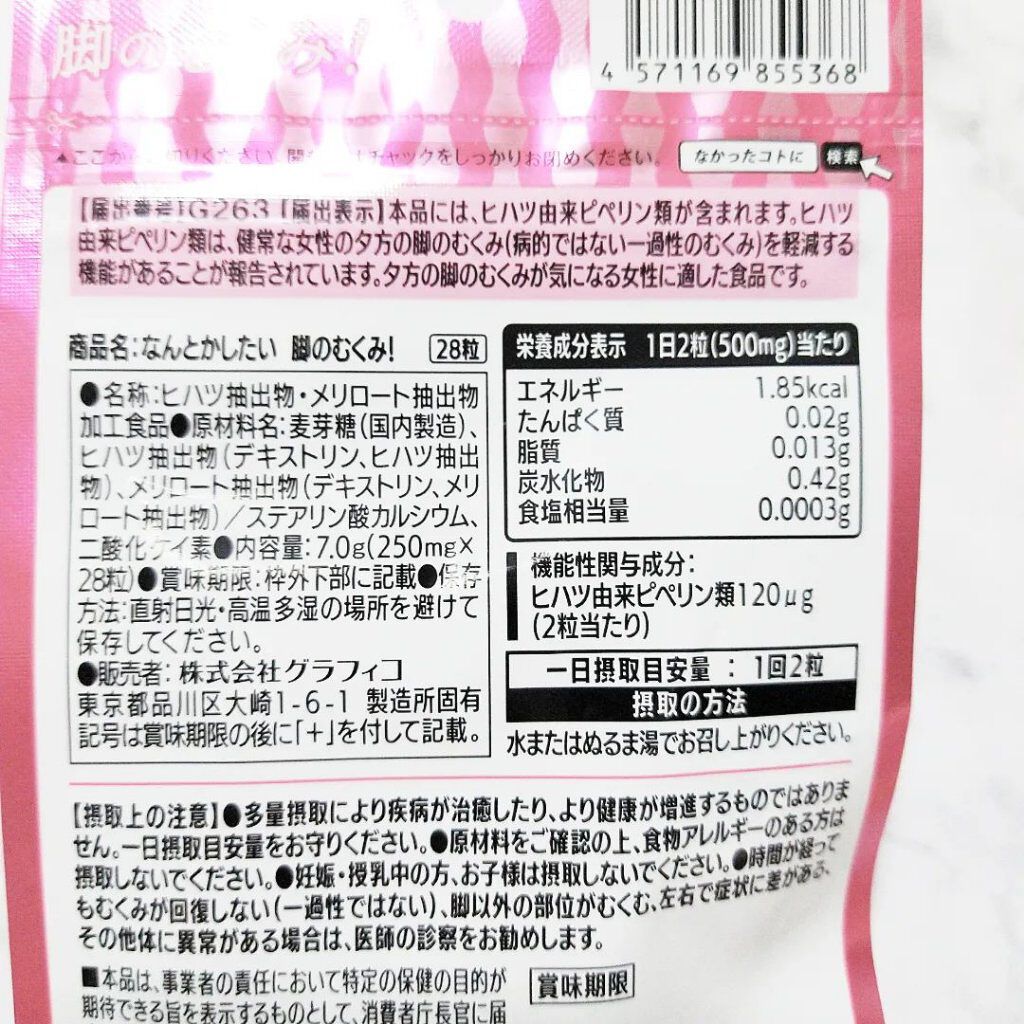 脚の み!
4 571169 855368
▲ここから 切りください 開 チャックをしっかりお閉めください。
なかったコトに 検索
【届出番号IG263【届出表示】本品には、ヒハツ由来ピペリン類が含まれます。ヒハツ
由来ピペリン類は、健常な女性の夕方の脚のむくみ(病的ではない一過性のむくみ)を軽減する
機能があることが報告されています。夕方の脚のむくみが気になる女性に適した食品です。
商品名:なんとかしたい 脚のむくみ! 28粒
●名称:ヒハツ抽出物・メリロート抽出物
加工食品●原材料名:麦芽糖(国内製造)、
ヒハツ抽出物(デキストリン、ヒハツ抽出
物)、メリロート抽出物(デキストリン、メリ
ロート抽出物)/ステアリン酸カルシウム、
二酸化ケイ素●内容量:7.0g(250mg×
28粒)●賞味期限:枠外下部に記載●保存
方法:直射日光・高温多湿の場所を避けて
保存してください。
●販売者:株式会社グラフィコ
東京都品川区大崎1-6-1 製造所固有
記号は賞味期限の後に「+」を付して記載。
栄養成分表示 1日2粒(500mg)当たり
エネルギー 1.85kcal
たんぱく質 0.02g
脂質 0.013g
炭水化物 0.42g
食塩相当量 0.0003g
機能性関与成分:
ヒハツ由来ピペリン類120μg
(2粒当たり)
一日摂取目安量 : 1回2粒
摂取の方法
水またはぬるま湯でお召し上がりください。
【摂取上の注意】●多量摂取により疾病が治癒したり、より健康が増進するものではありま
せん。一日摂取目安量をお守りください。●原材料をご確認の上、食物アレルギーのある方は
摂取しないでください。●妊娠・授乳中の方、お子様は摂取しないでください。●時間が経って
もむくみが回復しない(一過性ではない)、脚以外の部位がむくむ、左右で症状に差がある、
その他体に異常がある場合は、医師の診察をお勧めします。
■本品は、事業者の責任において特定の保健の目的が
期待できる旨を表示するものとして、消費者庁長官に届
賞味期限